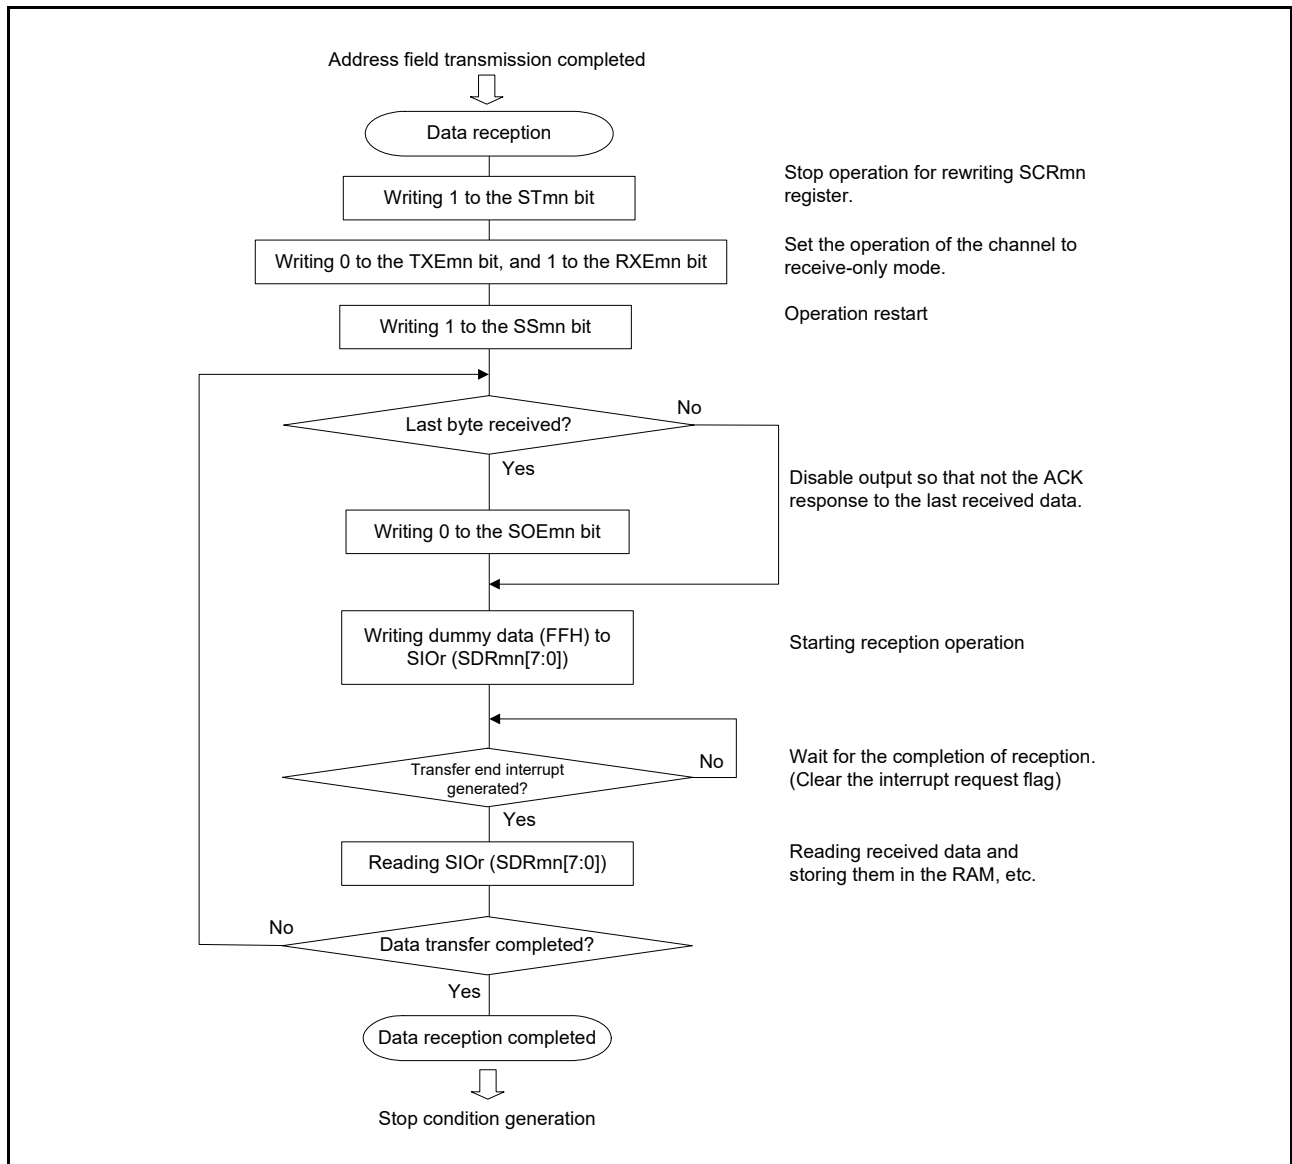 Address field transmission completed
Data reception
Writing 1 to the STmn bit
Stop operation for rewriting SCRmn
register.
Writing 0 to the TXEmn bit, and 1 to the RXEmn bit
Set the operation of the channel to
receive-only mode.
Writing 1 to the SSmn bit
Operation restart
Last byte received?
No
Yes
Disable output so that not the ACK
response to the last received data.
Writing 0 to the SOEmn bit
Writing dummy data (FFH) to
SIOr (SDRmn[7:0])
Starting reception operation
Transfer end interrupt
generated?
No
Wait for the completion of reception.
(Clear the interrupt request flag)
Yes
Reading SIOr (SDRmn[7:0])
Reading received data and
storing them in the RAM, etc.
No
Data transfer completed?
Yes
Data reception completed
Stop condition generation